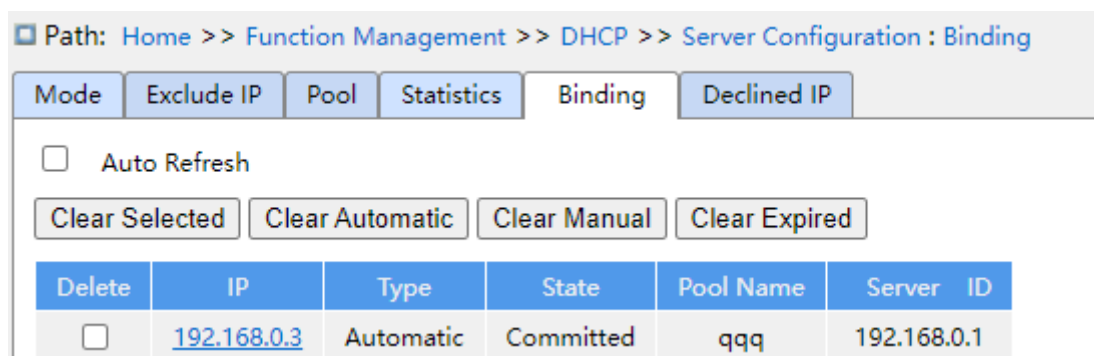 Path: Home >> Function Management >> DHCP >> Server Configuration : Binding
Mode Exclude IP Pool Statistics Binding Declined IP
Auto Refresh
Clear Selected Clear Automatic Clear Manual Clear Expired
Delete IP Type State Pool Name Server ID
192.168.0.3 Automatic Committed qqq 192.168.0.1